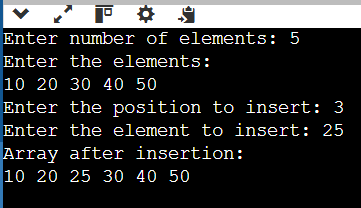 Enter number of elements: 5
Enter the elements:
10 20 30 40 50
Enter the position to insert: 3
Enter the element to insert: 25
Array after insertion:
10 20 25 30 40 50